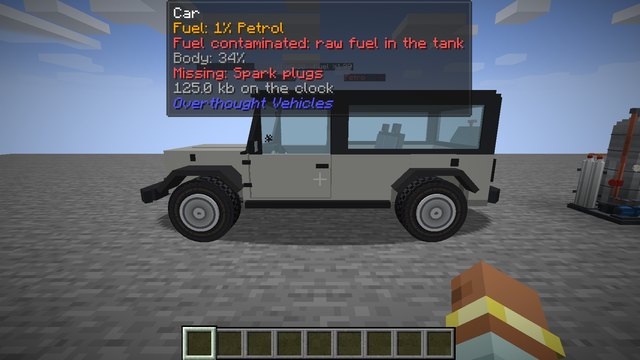 Car
Fuel: 1% Petrol
Fuel contaminated: raw fuel in the tank
Body: 34%
Missing: Spark plugs
125.0 kb on the clock
Overthought Vehicles
Petrol